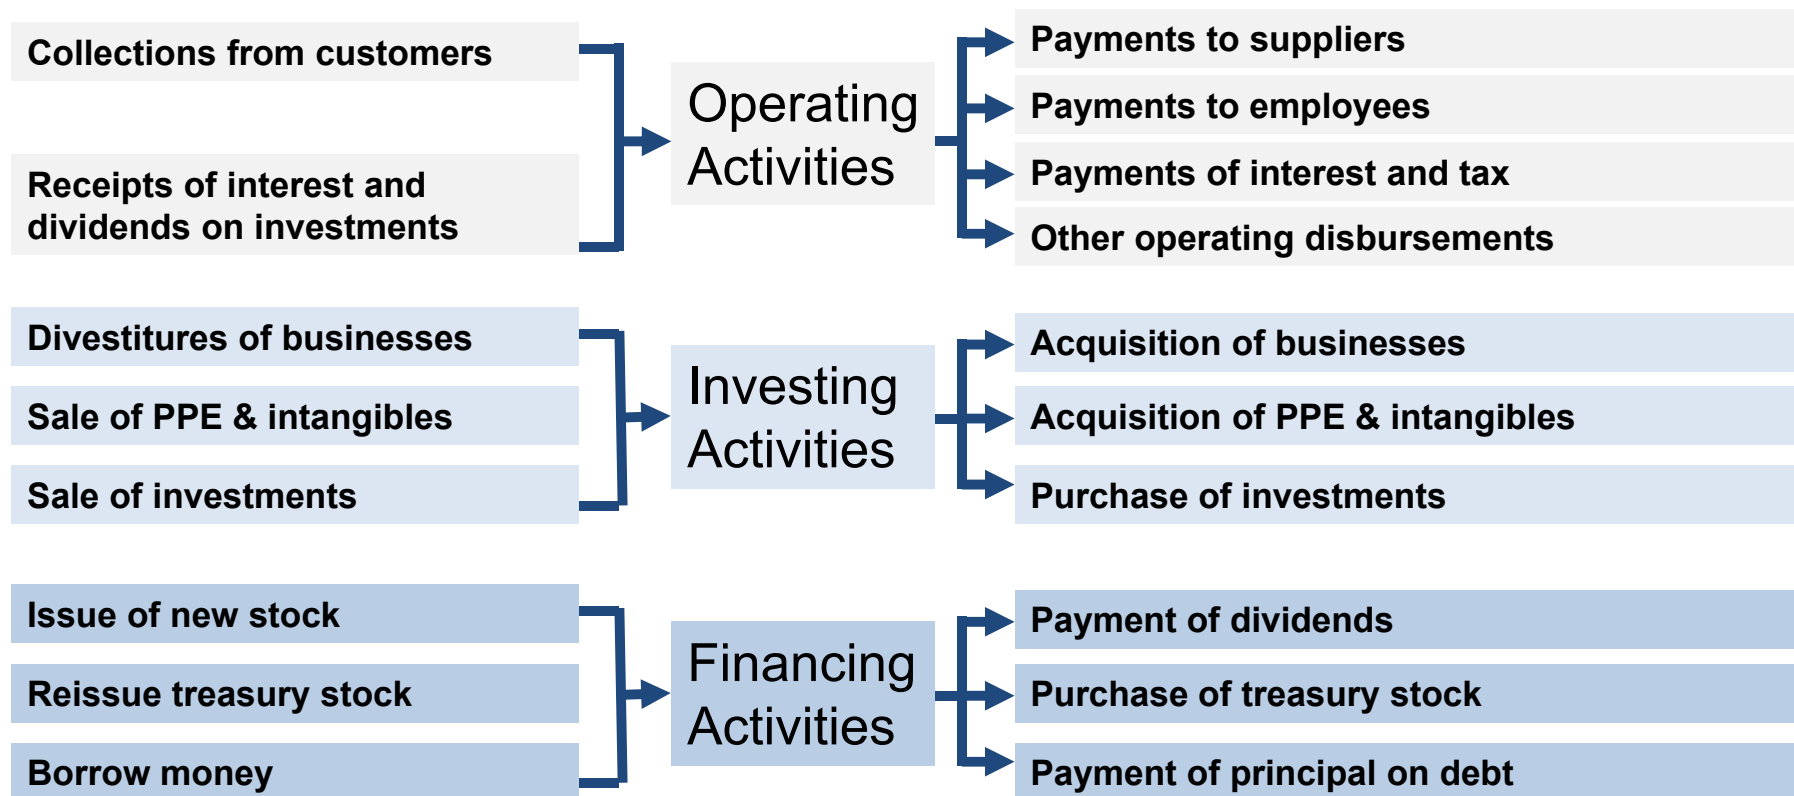 Collections from customers
Receipts of interest and
dividends on investments
Operating
Activities
Payments to suppliers
Payments to employees
Payments of interest and tax
Other operating disbursements
Divestitures of businesses
Sale of PPE & intangibles
Sale of investments
Investing
Activities
Acquisition of businesses
Acquisition of PPE & intangibles
Purchase of investments
Issue of new stock
Reissue treasury stock
Borrow money
Financing
Activities
Payment of dividends
Purchase of treasury stock
Payment of principal on debt